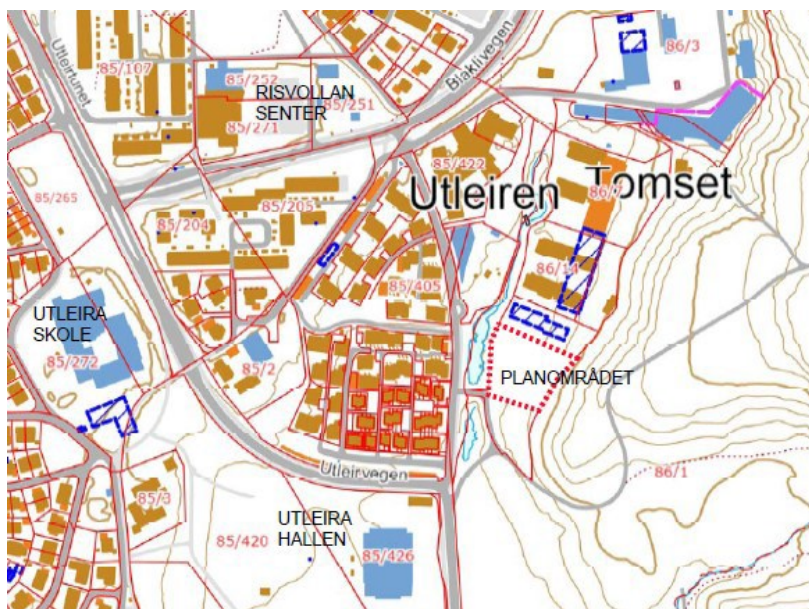 Utleirtunet
85/107
85/252
RISVOLLAN
SENTER
85/251
85/271
Blaklivegen
86/3
85/422
Utleiren
Tomset
86/7
85/265
85/204
85/205
86/14
85/405
UTLEIRA
SKOLE
85/272
85/2
PLANOMRÅDET
Utleirvegen
86/1
85/3
UTLEIRA
HALLEN
85/420
85/426